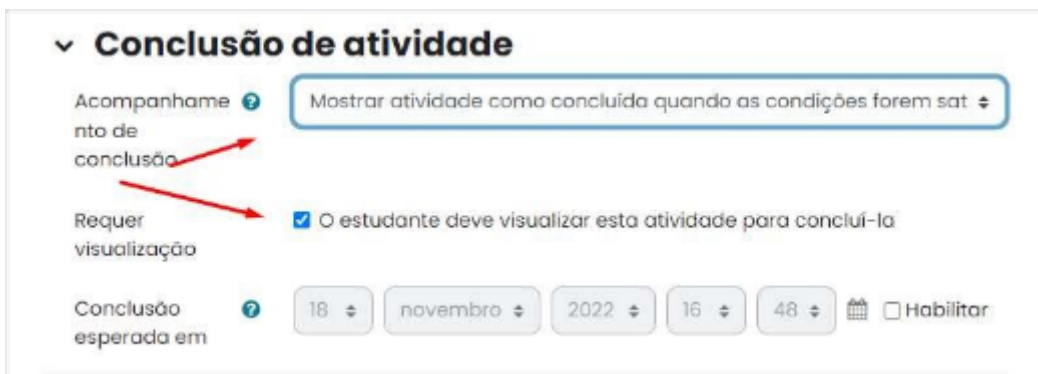 Conclusão de atividade
Acompanhame
nto de
conclusão
Mostrar atividade como concluída quando as condições forem sat
Requer
visualização
O estudante deve visualizar esta atividade para concluí-la
Conclusão
esperada em
18 novembro 2022 16 48 Habilitar